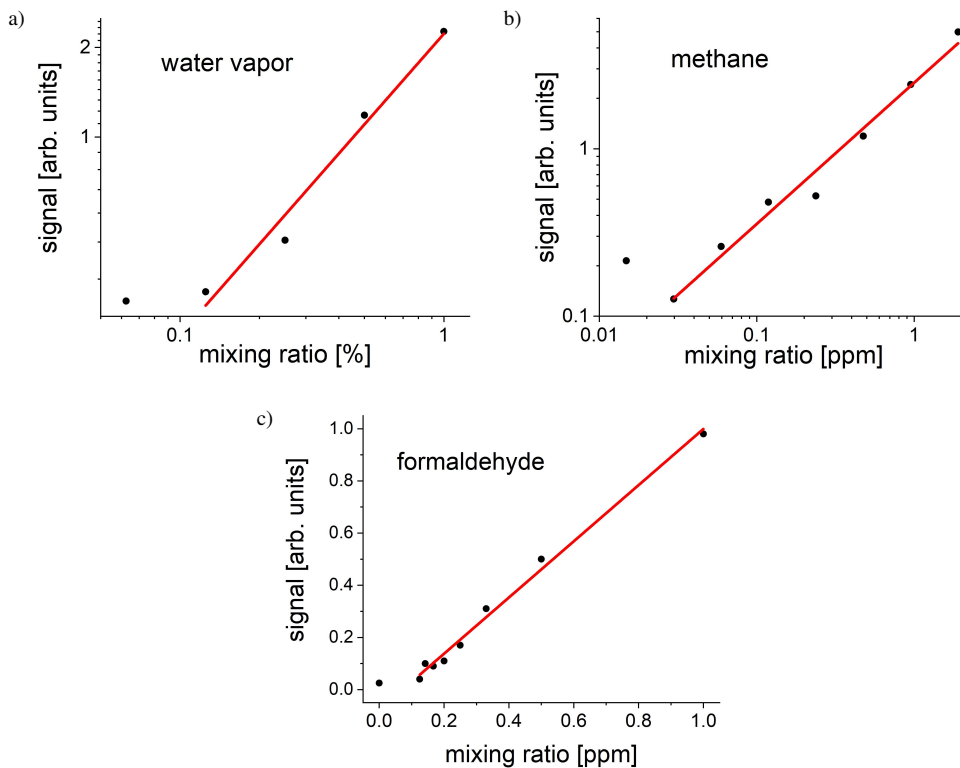 a)
water vapor
signal [arb. units]
2
1
0.1
1
mixing ratio [%]
b)
methane
signal [arb. units]
1
0.1
0.01
0.1
1
mixing ratio [ppm]
c)
formaldehyde
signal [arb. units]
1.0
0.8
0.6
0.4
0.2
0.0
0.0 0.2 0.4 0.6 0.8 1.0
mixing ratio [ppm]